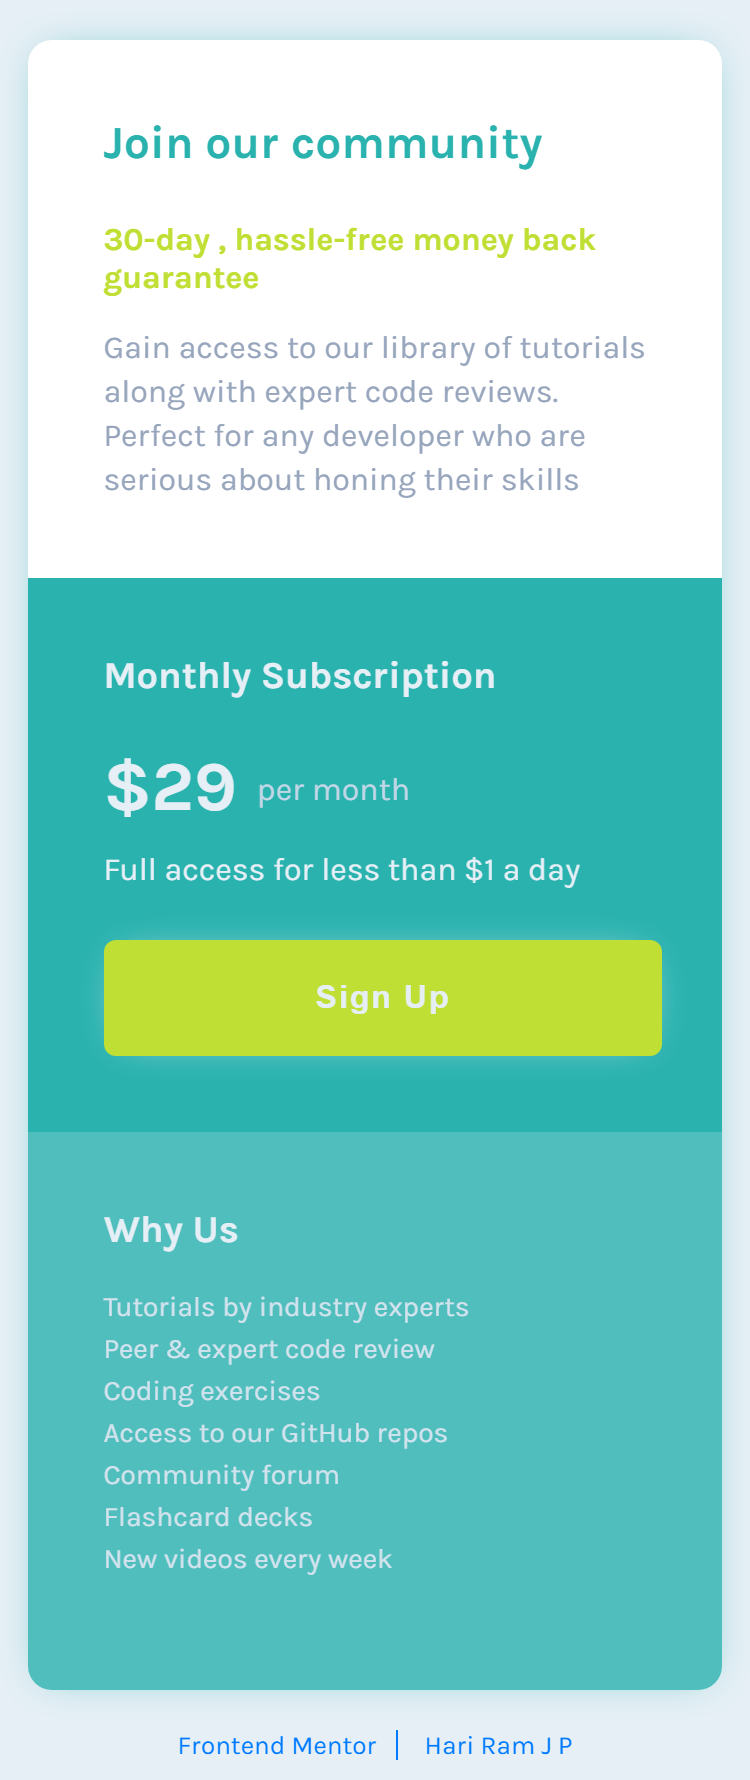 Join our community
30-day , hassle-free money back
guarantee
Gain access to our library of tutorials
along with expert code reviews.
Perfect for any developer who are
serious about honing their skills
Monthly Subscription
$29 per month
Full access for less than $1 a day
Sign Up
Why Us
Tutorials by industry experts
Peer & expert code review
Coding exercises
Access to our GitHub repos
Community forum
Flashcard decks
New videos every week
Frontend Mentor | Hari Ram J P